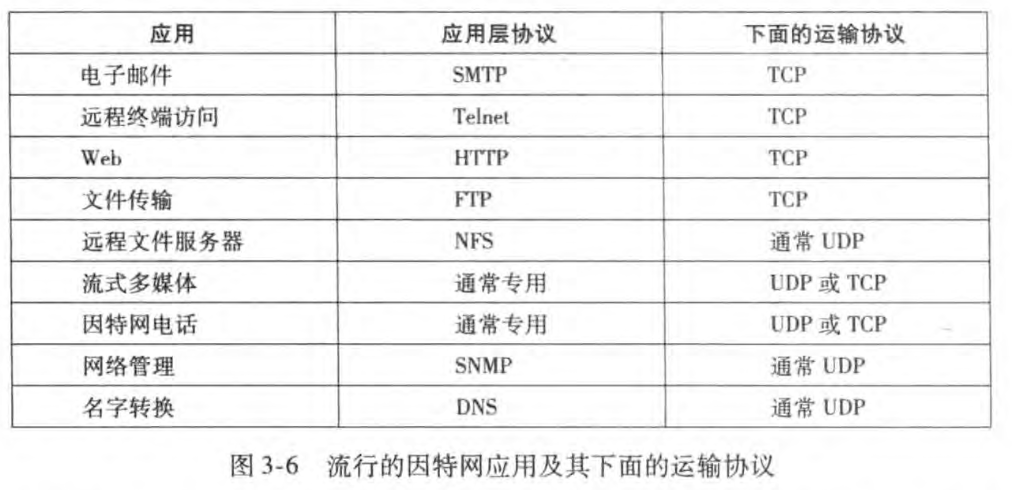 应用 应用层协议 下面的运输协议
电子邮件 SMTP TCP
远程终端访问 Telnet TCP
Web HTTP TCP
文件传输 FTP TCP
远程文件服务器 NFS 通常 UDP
流式多媒体 通常专用 UDP 或 TCP
因特网电话 通常专用 UDP 或 TCP
网络管理 SNMP 通常 UDP
名字转换 DNS 通常 UDP
图 3-6 流行的因特网应用及其下面的运输协议